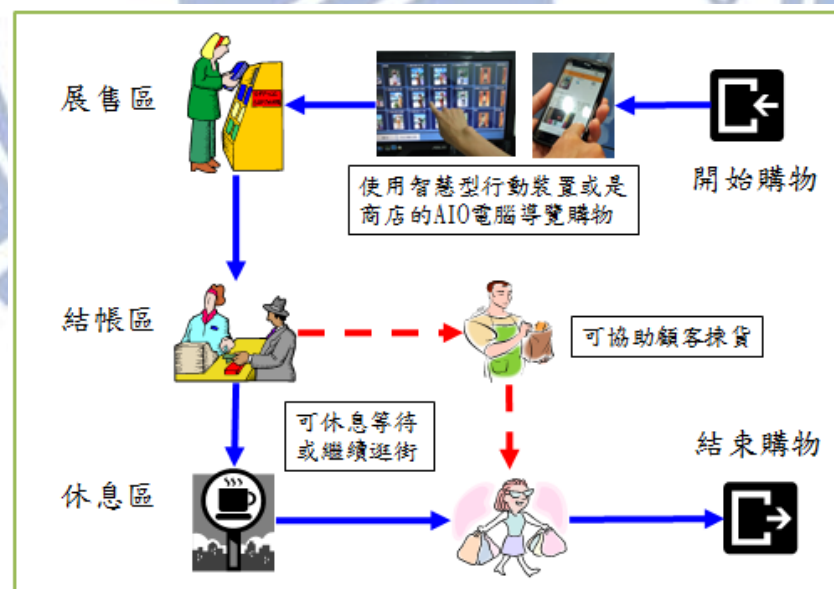 展售區
使用智慧型行動裝置或是
商店的AIO電腦導覽購物
開始購物
結帳區
可協助顧客揀貨
可休息等待
或繼續逛街
結束購物
休息區